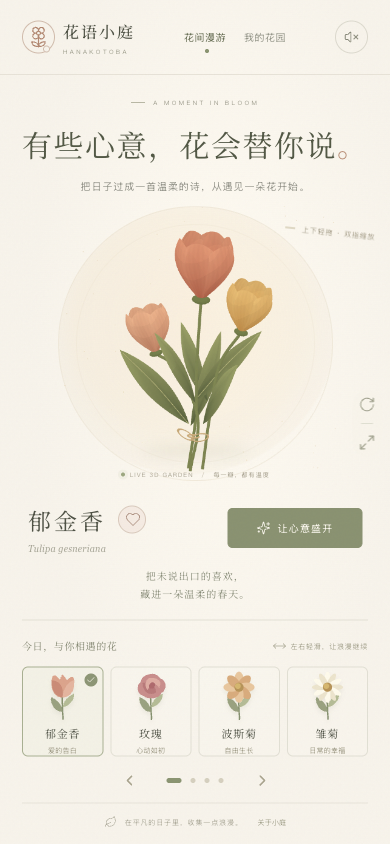 花语小庭
HANAKOTOBA
花间漫游
我的花园
A MOMENT IN BLOOM
有些心意，花会替你说。
把日子过成一首温柔的诗，从遇见一朵花开始。
上下轻抚 · 双指缩放
LIVE 3D GARDEN / 每一瓣，都有温度
郁金香
Tulipa gesneriana
让心意盛开
把未说出口的喜欢，
藏进一朵温柔的春天。
今日，与你相遇的花
左右轻滑，让浪漫继续
郁金香
爱的告白
玫瑰
心动如初
波斯菊
自由生长
雏菊
日常的幸福
在平凡的日子里，收集一点浪漫。
关于小庭